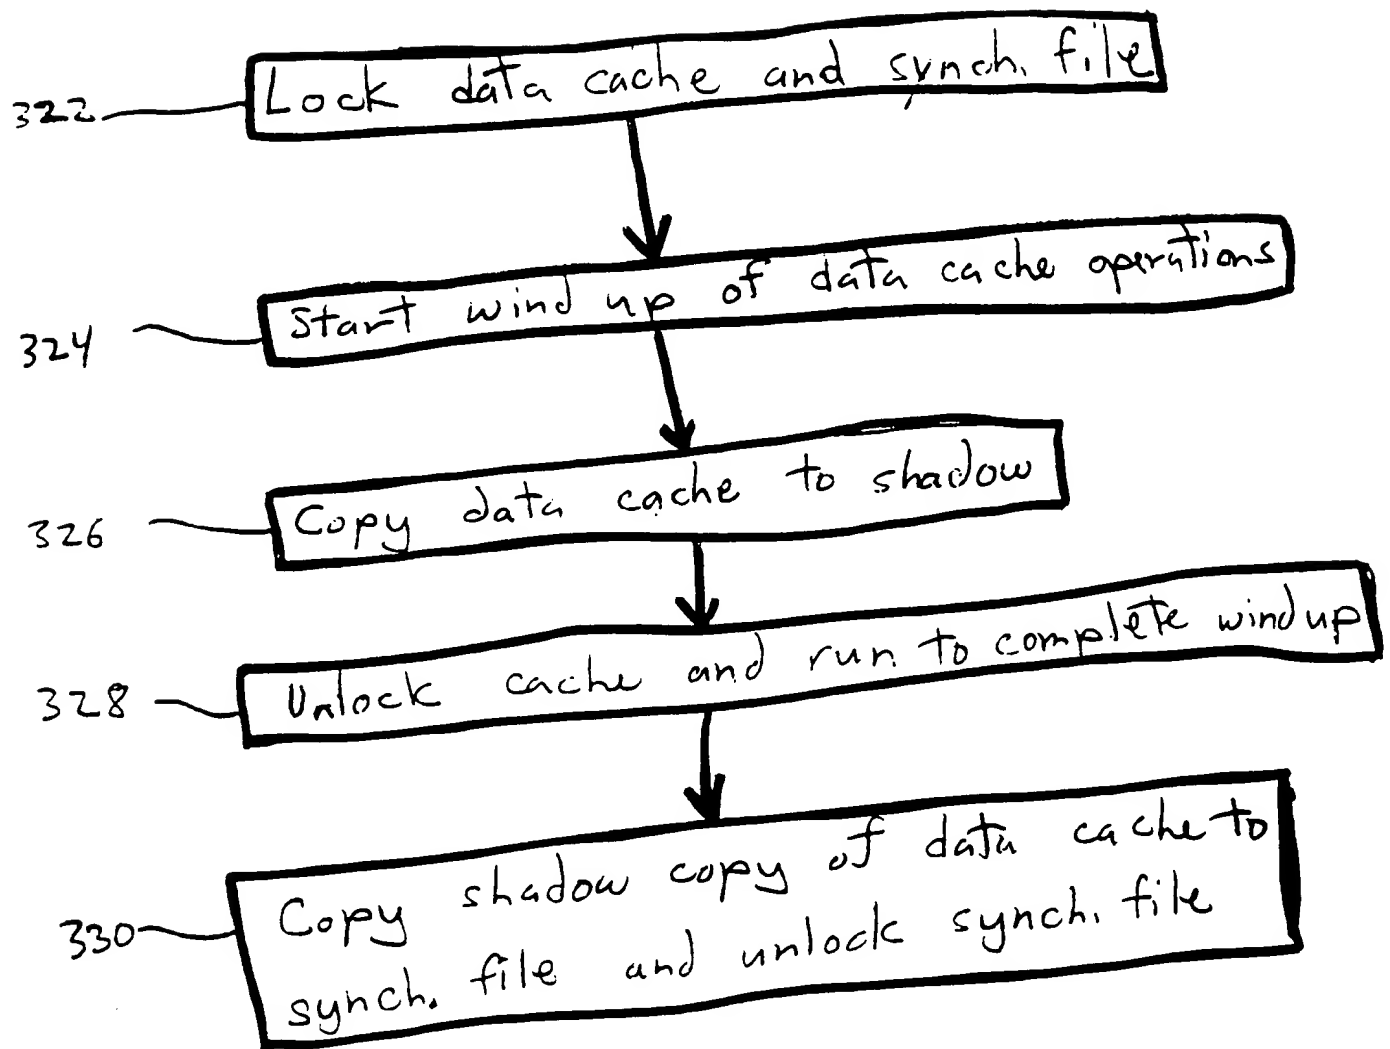 322 Lock data cache and synch. file
324 Start wind up of data cache operations
326 Copy data cache to shadow
328 Unlock cache and run to complete windup
330 Copy shadow copy of data cache to
synch. file and unlock synch. file